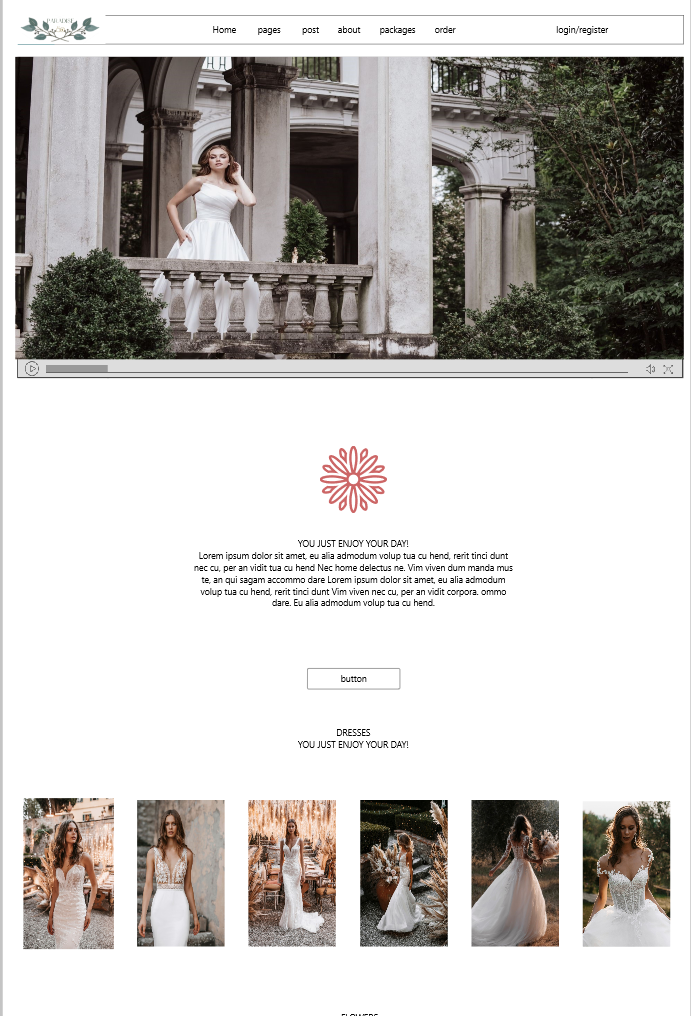 PARADISE
Home pages post about packages order login/register
YOU JUST ENJOY YOUR DAY!
Lorem ipsum dolor sit amet, eu alia admodum volup tua cu hend, rerit tinci dunt
nec cu, per an vidit tua cu hend Nec home delectus ne. Vim viven dum manda mus
te, an qui sagam accommo dare Lorem ipsum dolor sit amet, eu alia admodum
volup tua cu hend, rerit tinci dunt Vim viven nec cu, per an vidit corpora. ommo
dare. Eu alia admodum volup tua cu hend.
button
DRESSES
YOU JUST ENJOY YOUR DAY!
FLOWERS